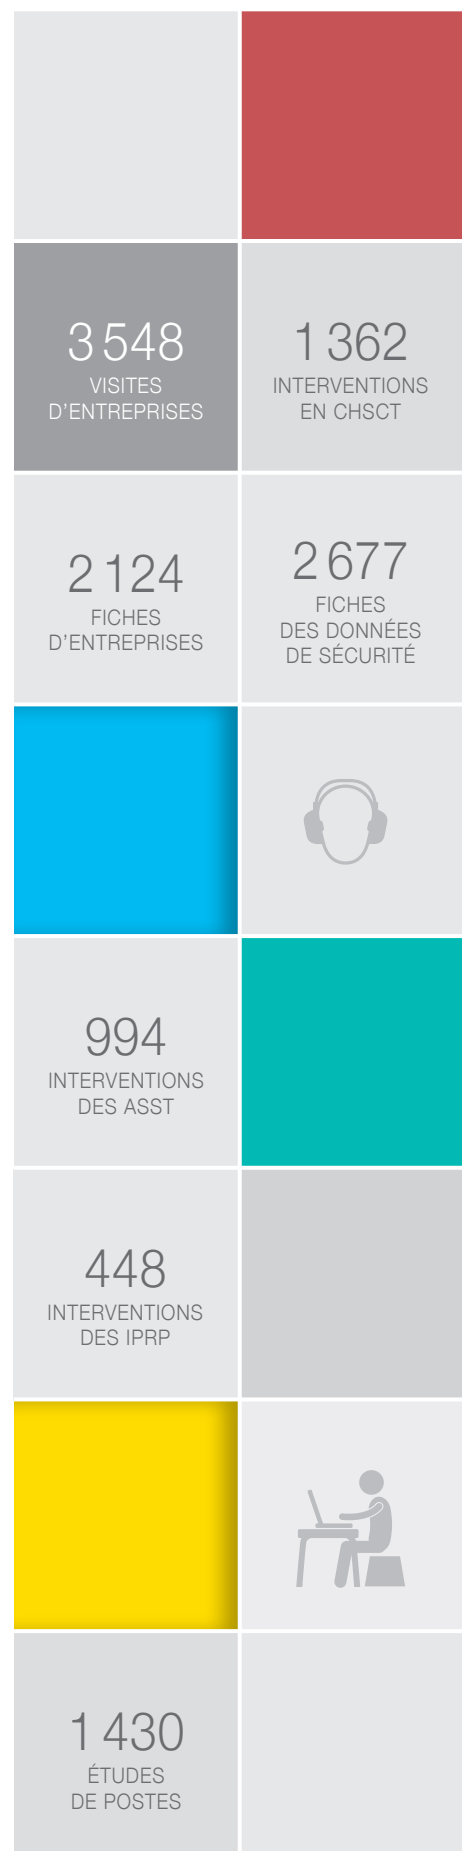 3 548
VISITES
D’ENTREPRISES
1 362
INTERVENTIONS
EN CHSCT
2 124
FICHES
D’ENTREPRISES
2 677
FICHES
DES DONNÉES
DE SÉCURITÉ
994
INTERVENTIONS
DES ASST
448
INTERVENTIONS
DES IPRP
1 430
ÉTUDES
DE POSTES